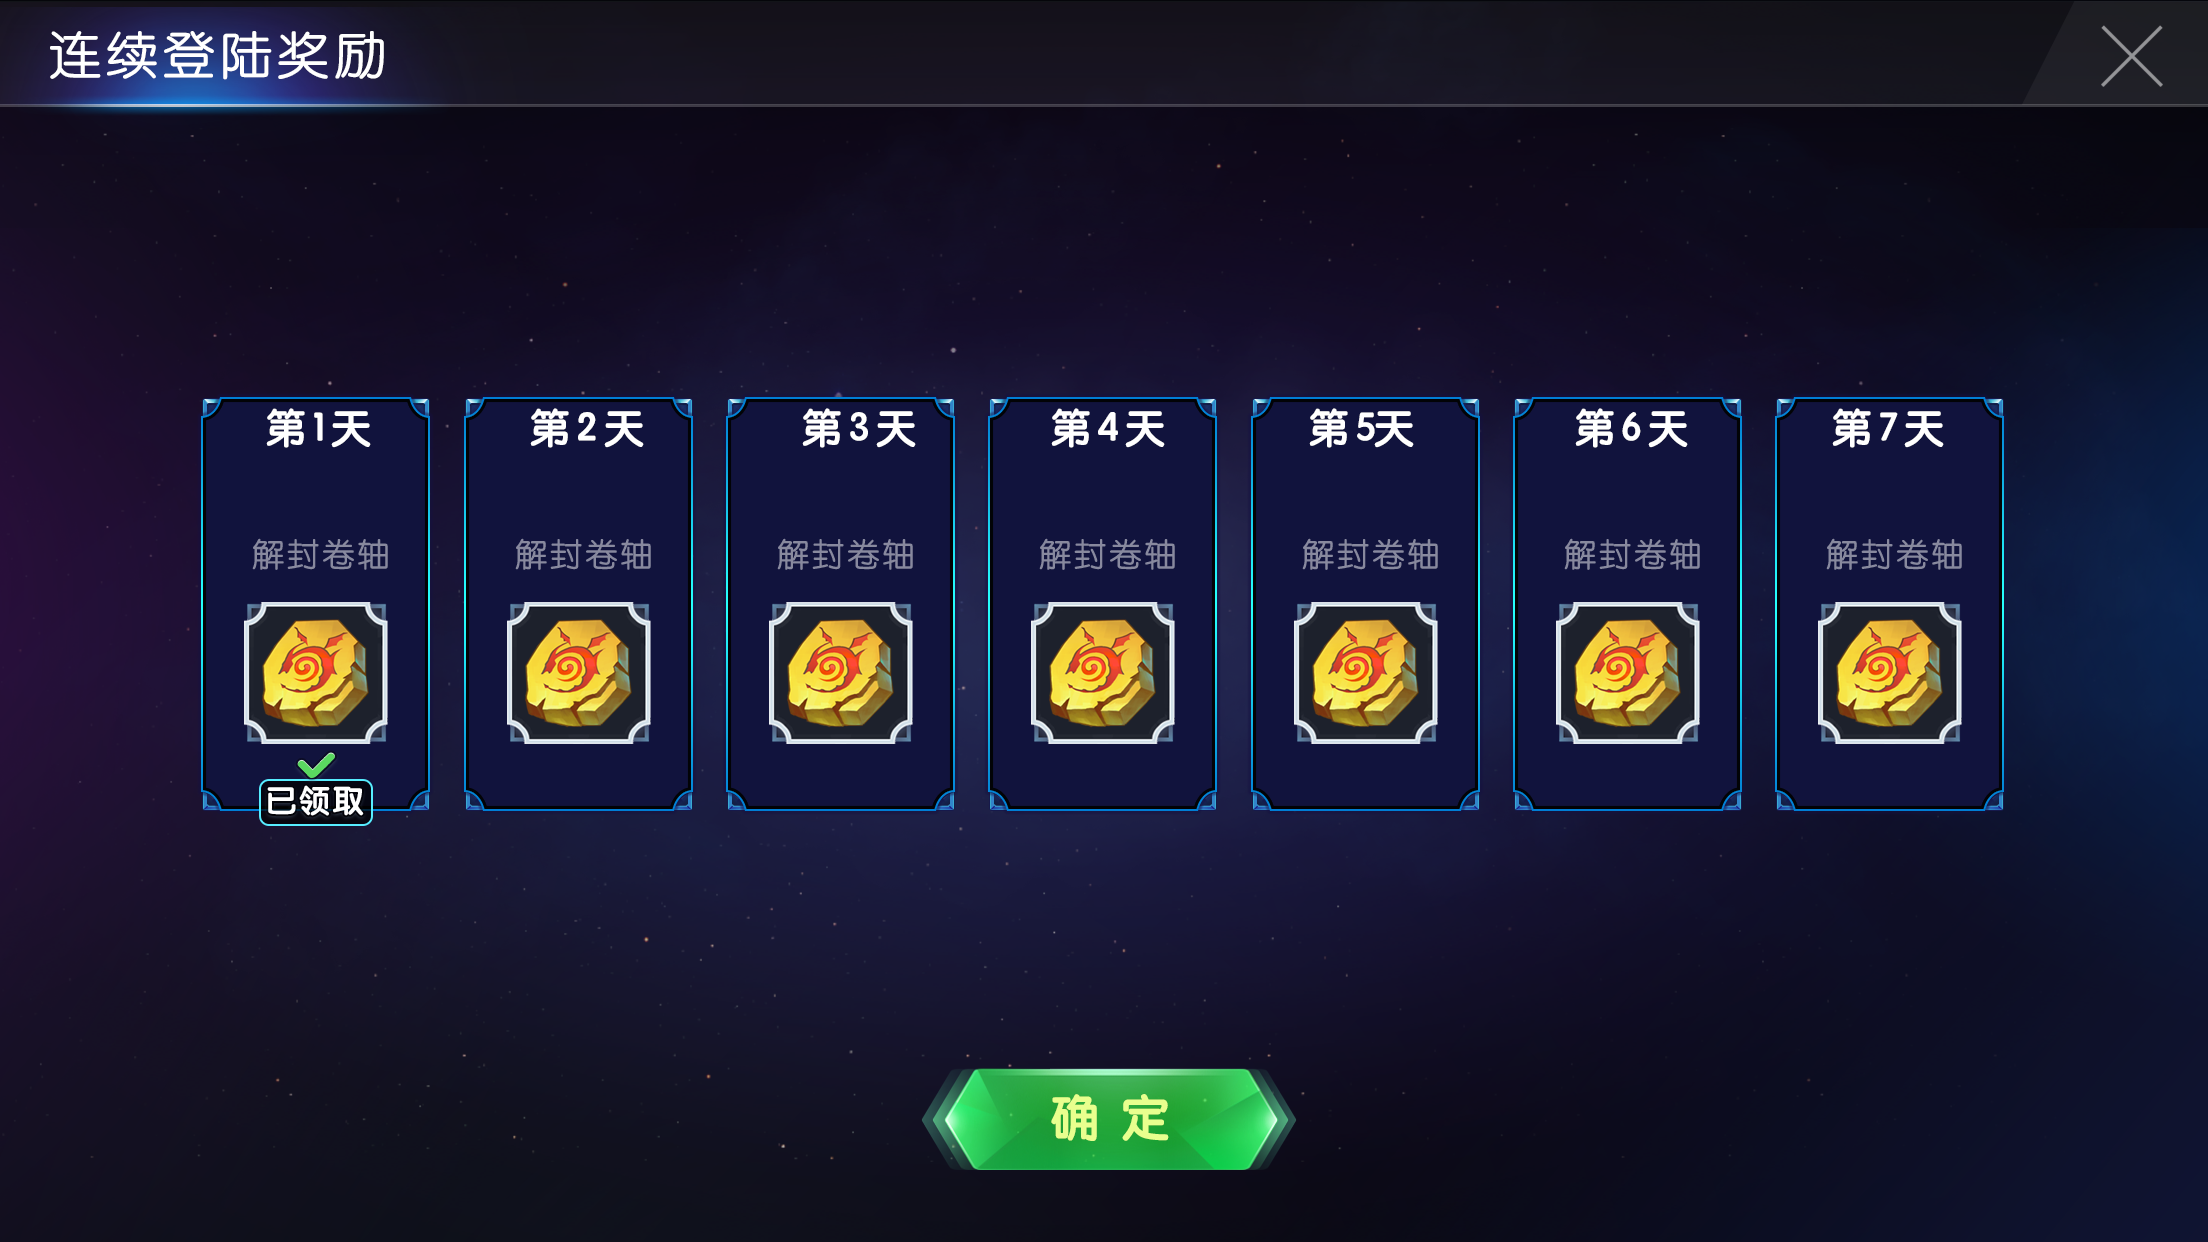 连续登陆奖励
第1天 第2天 第3天 第4天 第5天 第6天 第7天
解封卷轴 解封卷轴 解封卷轴 解封卷轴 解封卷轴 解封卷轴 解封卷轴
已领取
确定